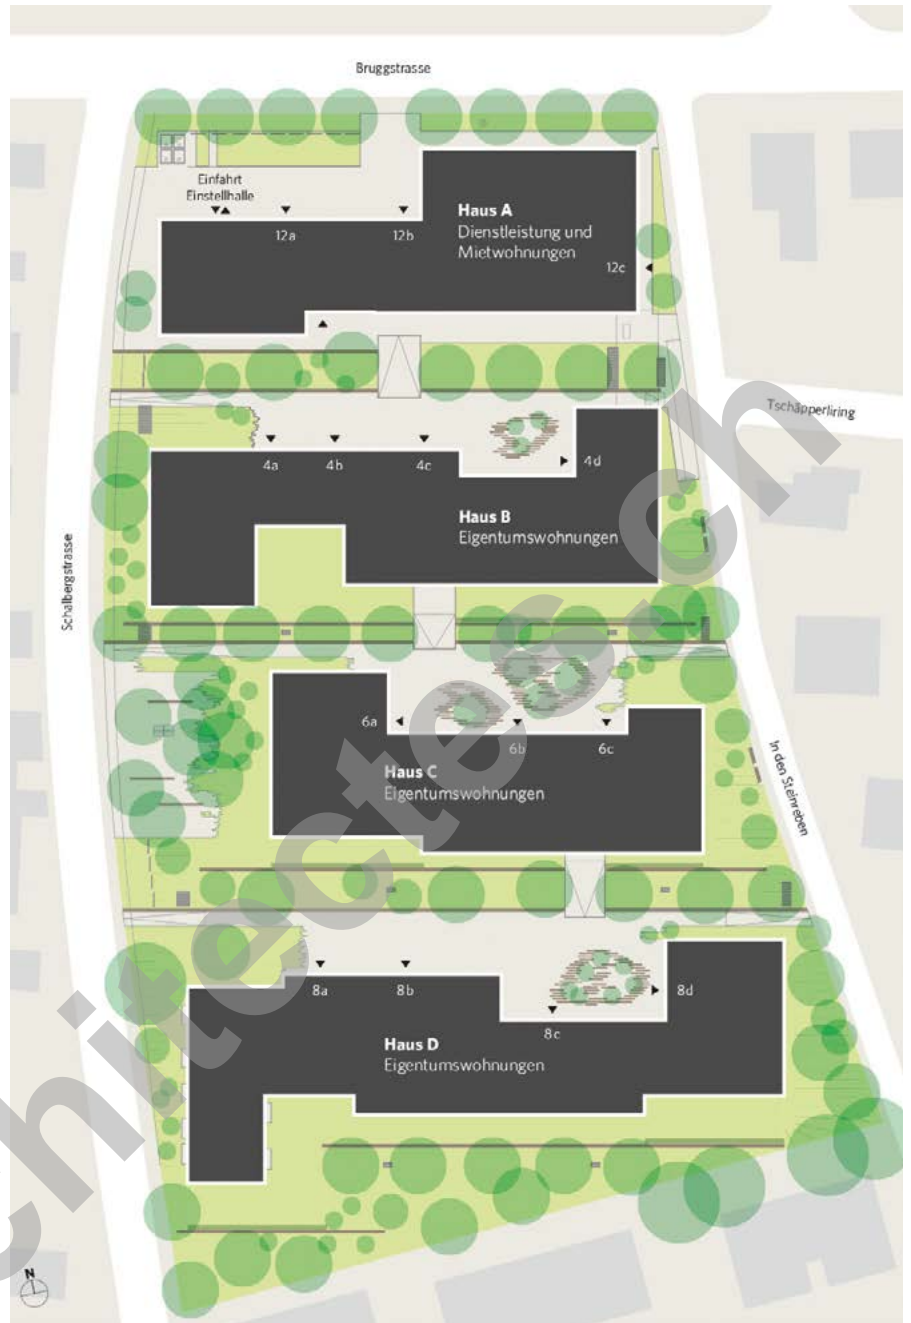 Bruggstrasse
Einfahrt
Einstellhalle
12a
12b
Haus A
Dienstleistung und
Mietwohnungen
12c
Tschäpperliring
4a
4b
4c
4d
Haus B
Eigentumswohnungen
Schalbergstrasse
6a
6b
6c
Haus C
Eigentumswohnungen
In den Steinreben
8a
8b
8c
8d
Haus D
Eigentumswohnungen
N
chitectes.ch